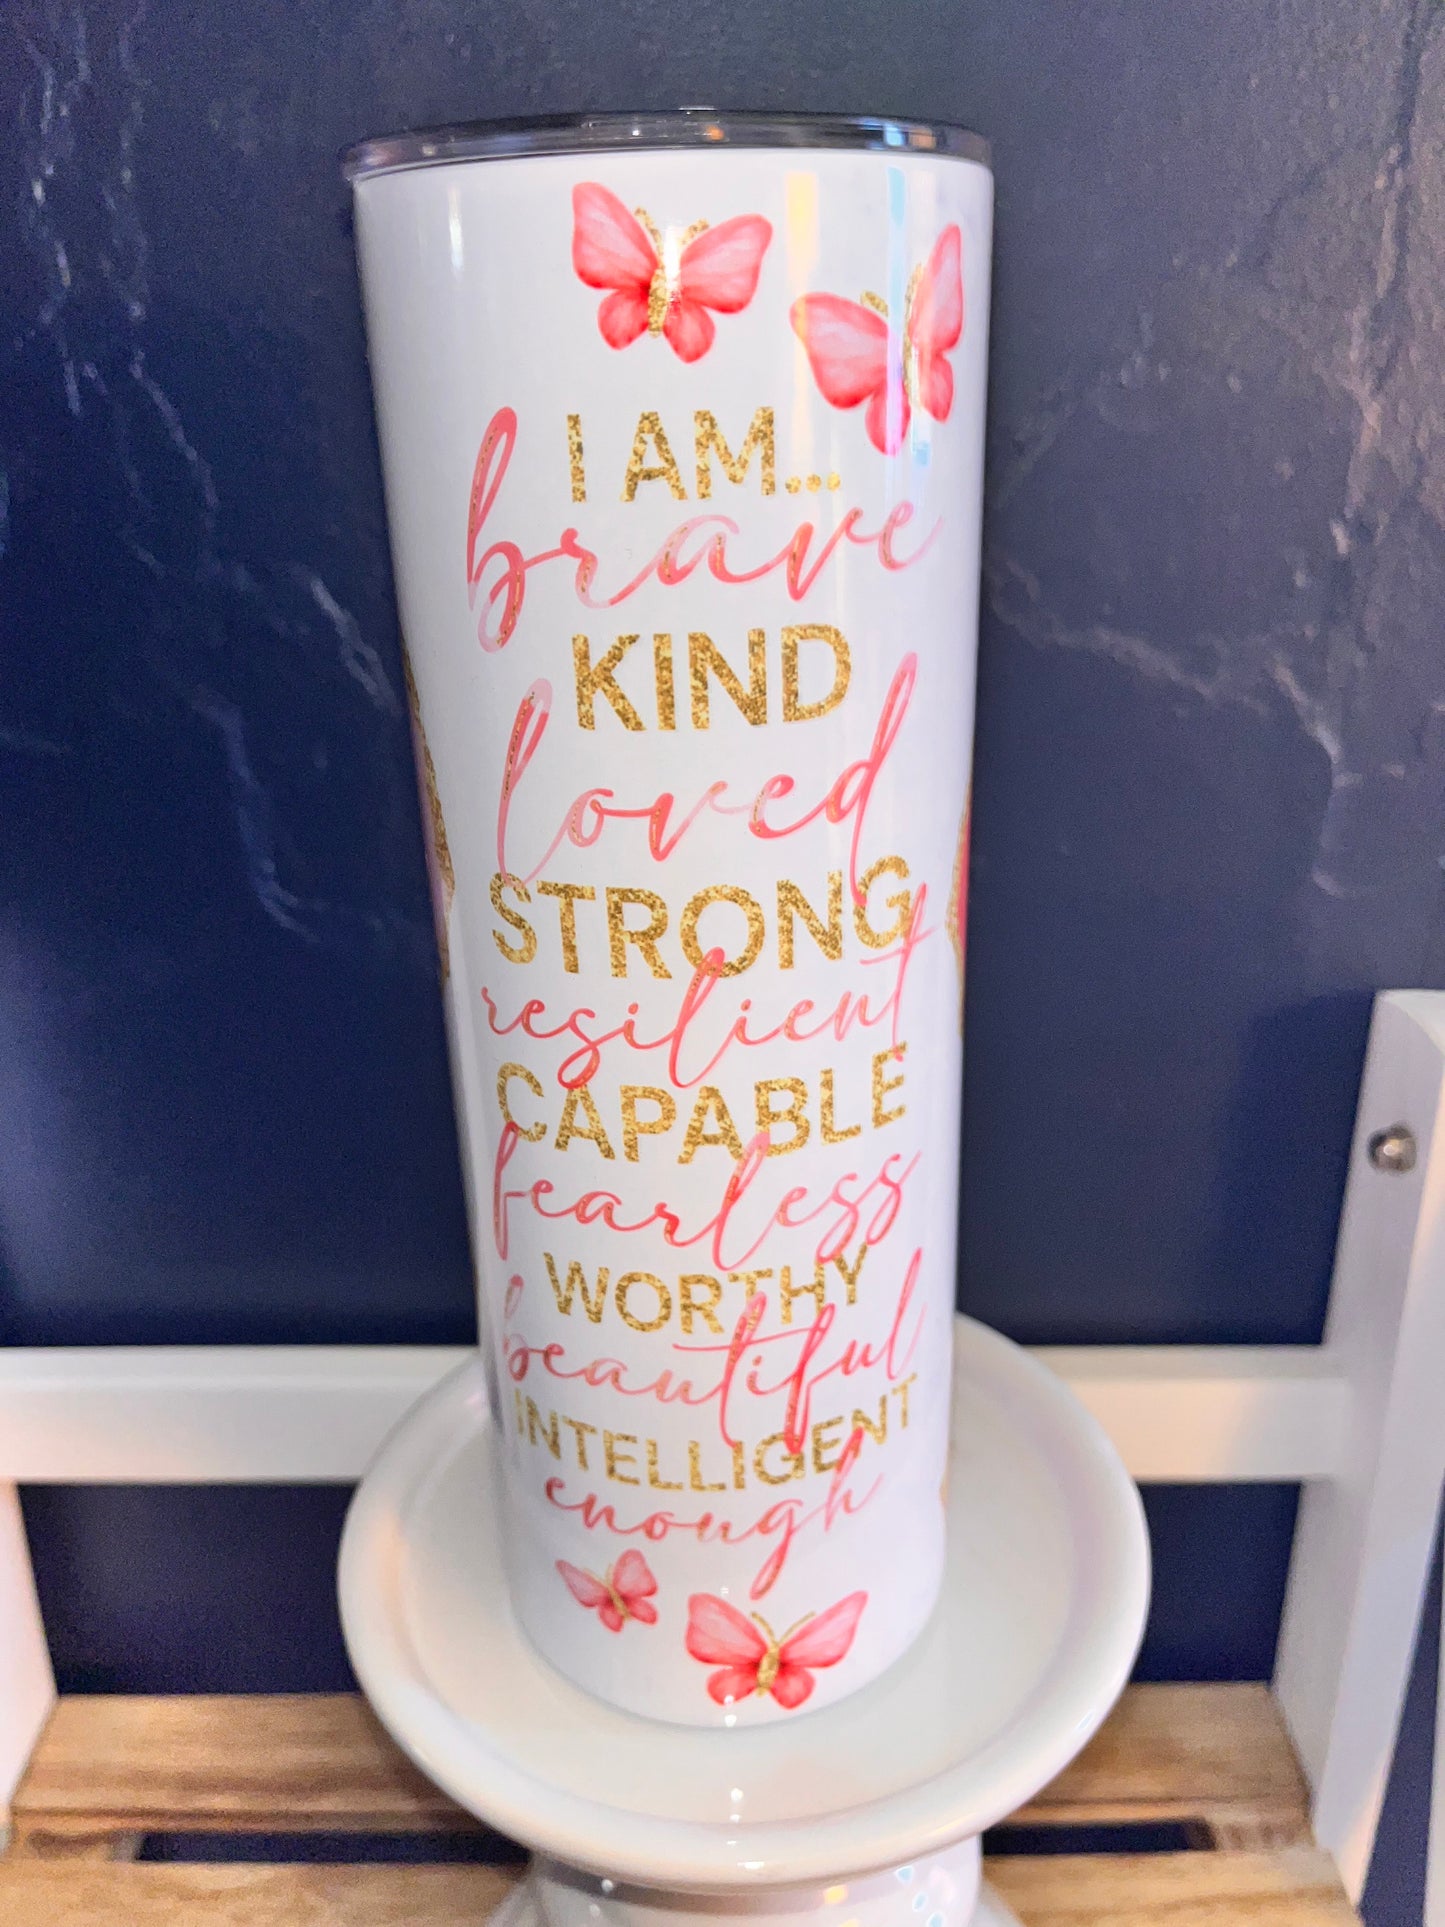 I AM...
brave
KIND
loved
STRONG
resilient
CAPABLE
fearless
WORTHY
beautiful
INTELLIGENT
enough